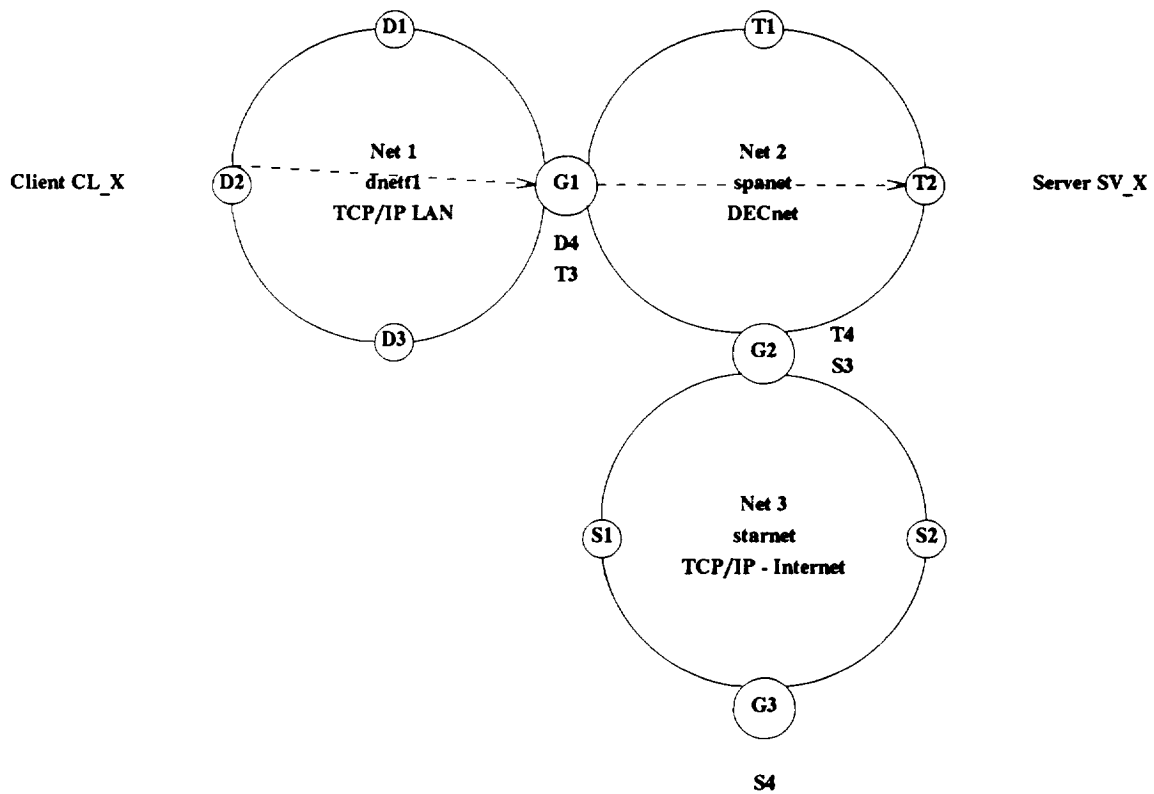 D1
T1
Net 1
dnetf1
TCP/IP LAN
Net 2
spanet
DECnet
Client CL_X
D2
G1
T2
Server SV_X
D4
T3
D3
G2
T4
S3
Net 3
starnet
TCP/IP - Internet
S1
S2
G3
S4